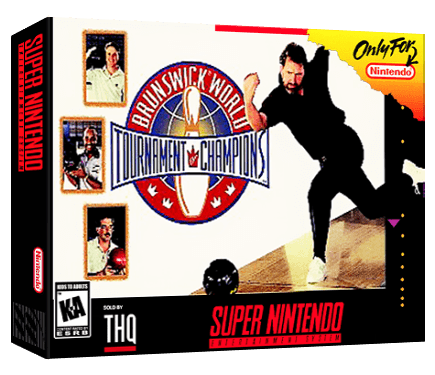 SUPER NINTENDO
Nintendo
BRUNSWICK WORLD
TOURNAMENT OF CHAMPIONS
Only For
Nintendo
KIDS TO ADULTS
K-A
CONTENT RATED BY
ESRB
SOLD BY
THQ
SUPER NINTENDO
ENTERTAINMENT SYSTEM